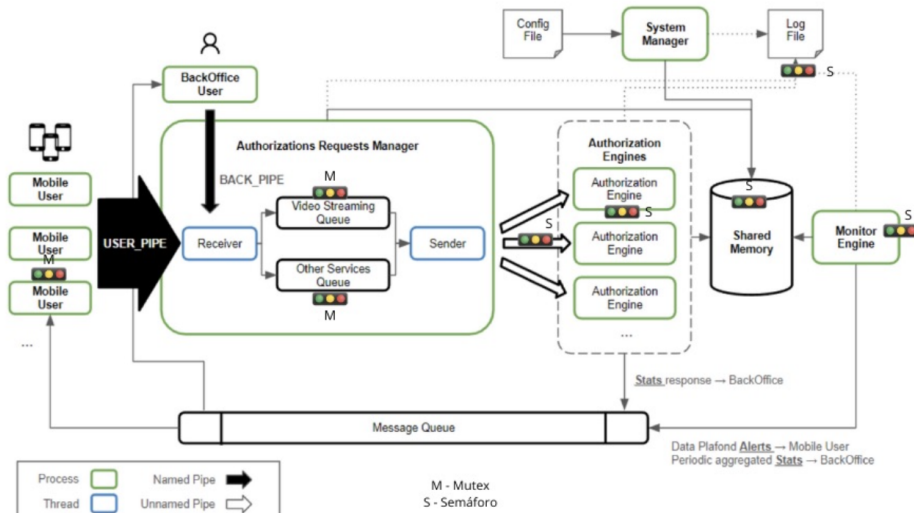 Config
File
System
Manager
Log
File
S
BackOffice
User
Authorizations Requests Manager
BACK_PIPE
M
Video Streaming
Queue
Receiver
Sender
Other Services
Queue
M
Mobile
User
Mobile
User
M
Mobile
User
...
USER_PIPE
S
Authorization
Engines
Authorization
Engine
S
Authorization
Engine
Authorization
Engine
...
S
Shared
Memory
Monitor
Engine
S
Stats response → BackOffice
Message Queue
Data Plafond Alerts → Mobile User
Periodic aggregated Stats → BackOffice
Process
Named Pipe
Thread
Unnamed Pipe
M - Mutex
S - Semáforo